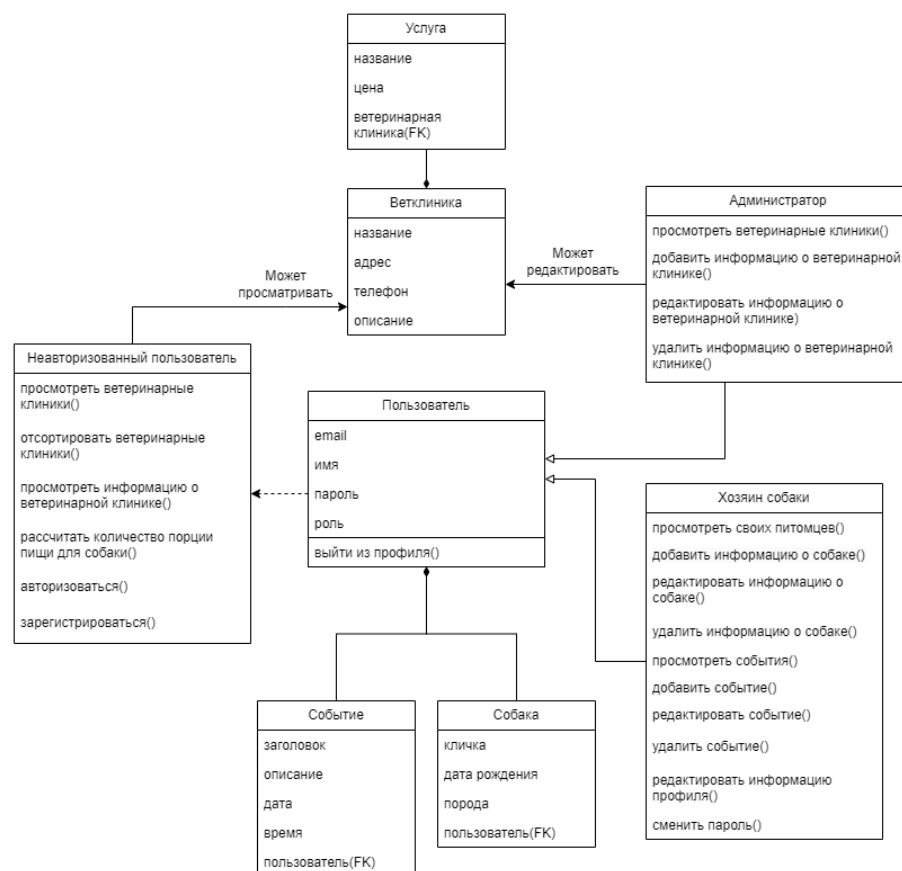 Услуга
название
цена
ветеринарная
клиника(FK)
Ветклиника
название
адрес
телефон
описание
Администратор
просмотреть ветеринарные клиники()
добавить информацию о ветеринарной
клинике()
редактировать информацию о
ветеринарной клинике)
удалить информацию о ветеринарной
клинике()
Может
редактировать
Может
просматривать
Неавторизованный пользователь
просмотреть ветеринарные
клиники()
отсортировать ветеринарные
клиники()
просмотреть информацию о
ветеринарной клинике()
рассчитать количество порции
пищи для собаки()
авторизоваться()
зарегистрироваться()
Пользователь
email
имя
пароль
роль
выйти из профиля()
Хозяин собаки
просмотреть своих питомцев()
добавить информацию о собаке()
редактировать информацию о
собаке()
удалить информацию о собаке()
просмотреть события()
добавить событие()
редактировать событие()
удалить событие()
редактировать информацию
профиля()
сменить пароль()
Событие
заголовок
описание
дата
время
пользователь(FK)
Собака
кличка
дата рождения
порода
пользователь(FK)